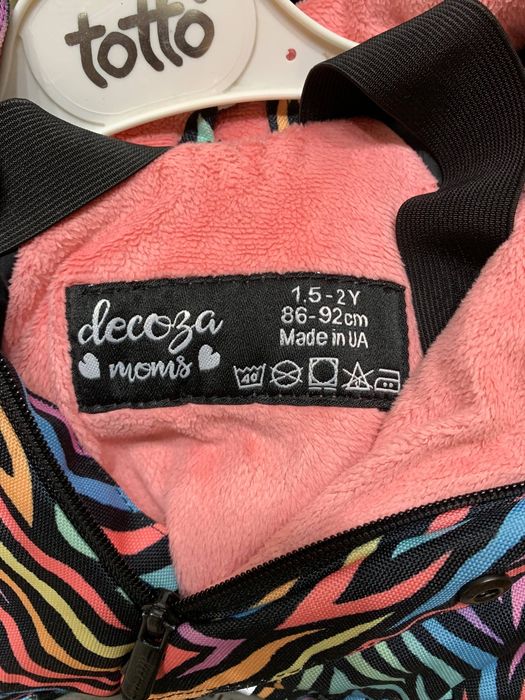 totto
decoza
moms
1.5-2Y
86-92cm
Made in UA
40